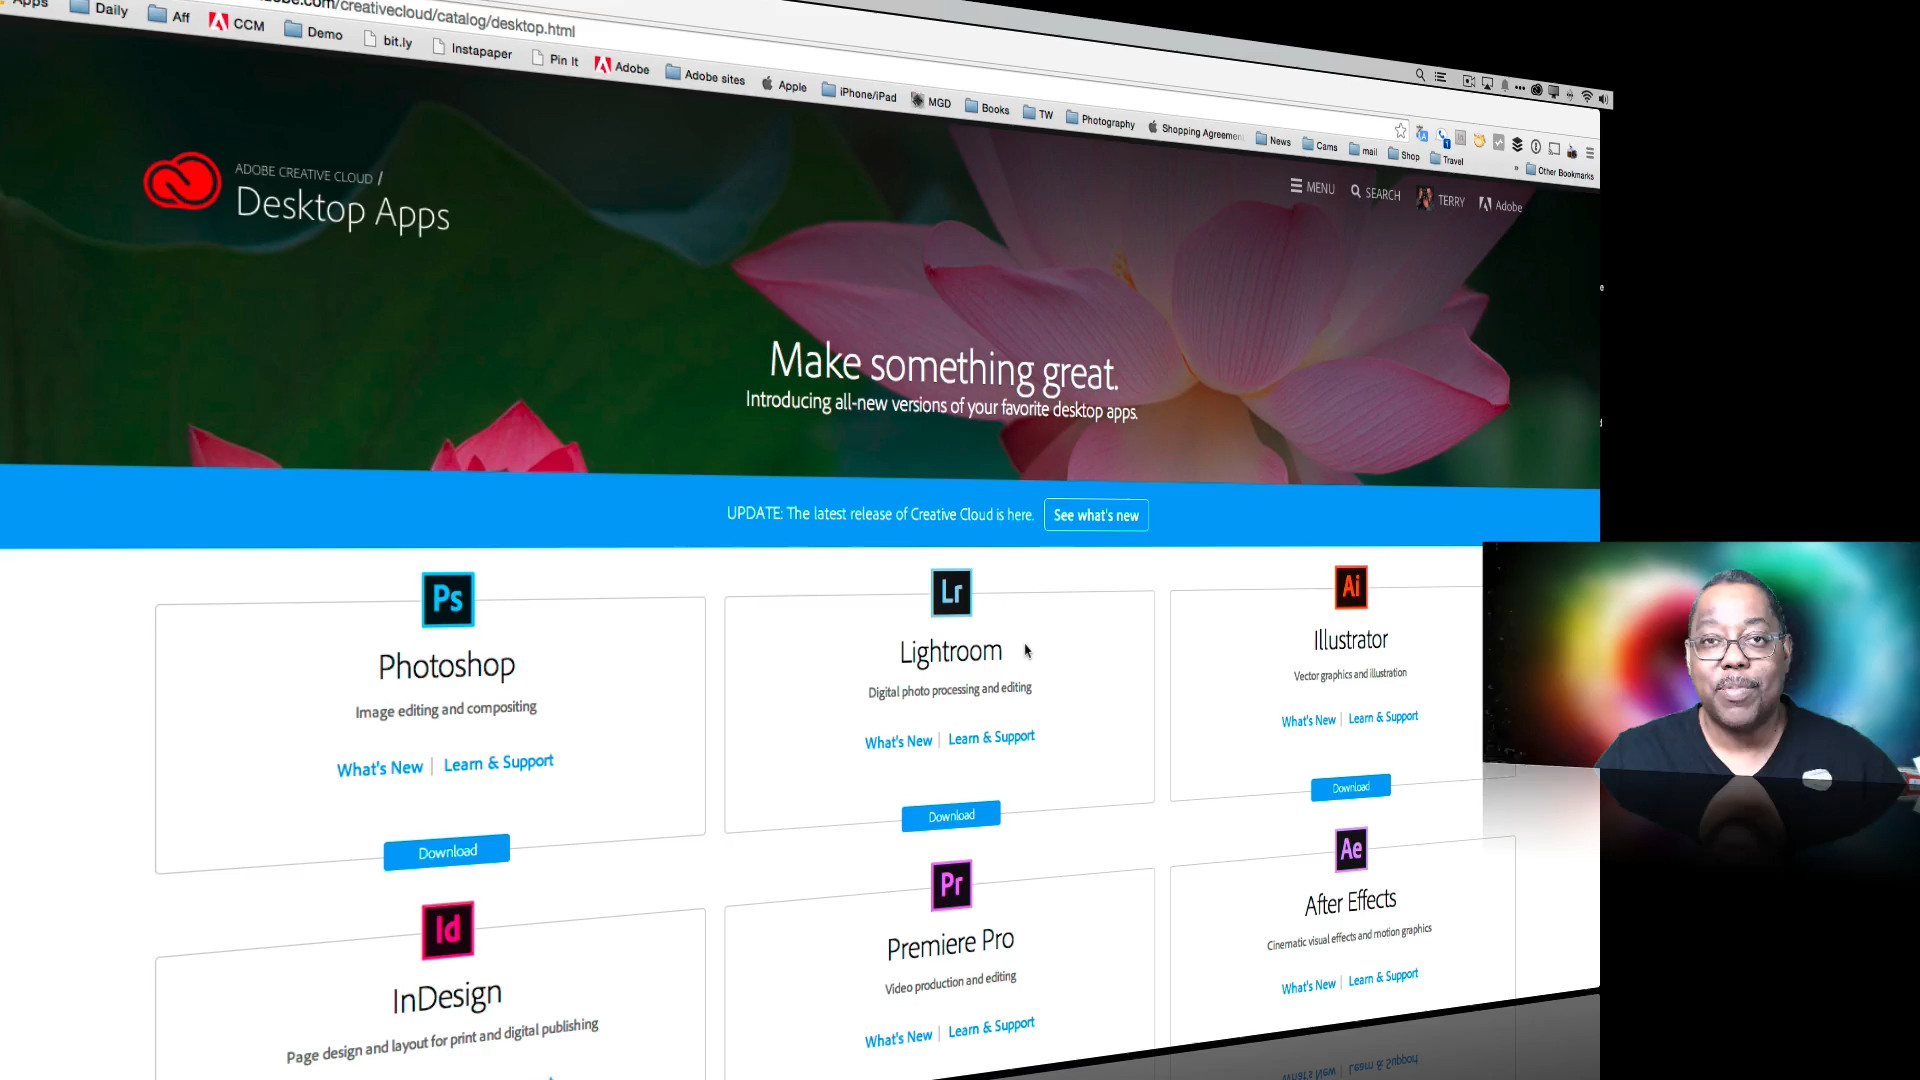 Apps
Daily
Aff
CCM
Demo
bit.ly
Instapaper
Pin It
Adobe
Adobe sites
Apple
iPhone/iPad
MGD
Books
TW
Photography
News
Cams
mail
Shop
Travel
Other Bookmarks
/creativecloud/catalog/desktop.html
ADOBE CREATIVE CLOUD /
Desktop Apps
MENU
SEARCH
TERRY
Adobe
Make something great.
Introducing all-new versions of your favorite desktop apps.
UPDATE: The latest release of Creative Cloud is here.
See what's new
Ps
Photoshop
Image editing and compositing
What's New | Learn & Support
Download
Lr
Lightroom
Digital photo processing and editing
What's New | Learn & Support
Download
Ai
Illustrator
Vector graphics and illustration
What's New | Learn & Support
Download
Id
InDesign
Page design and layout for print and digital publishing
Pr
Premiere Pro
Video production and editing
What's New | Learn & Support
Ae
After Effects
Cinematic visual effects and motion graphics
What's New | Learn & Support